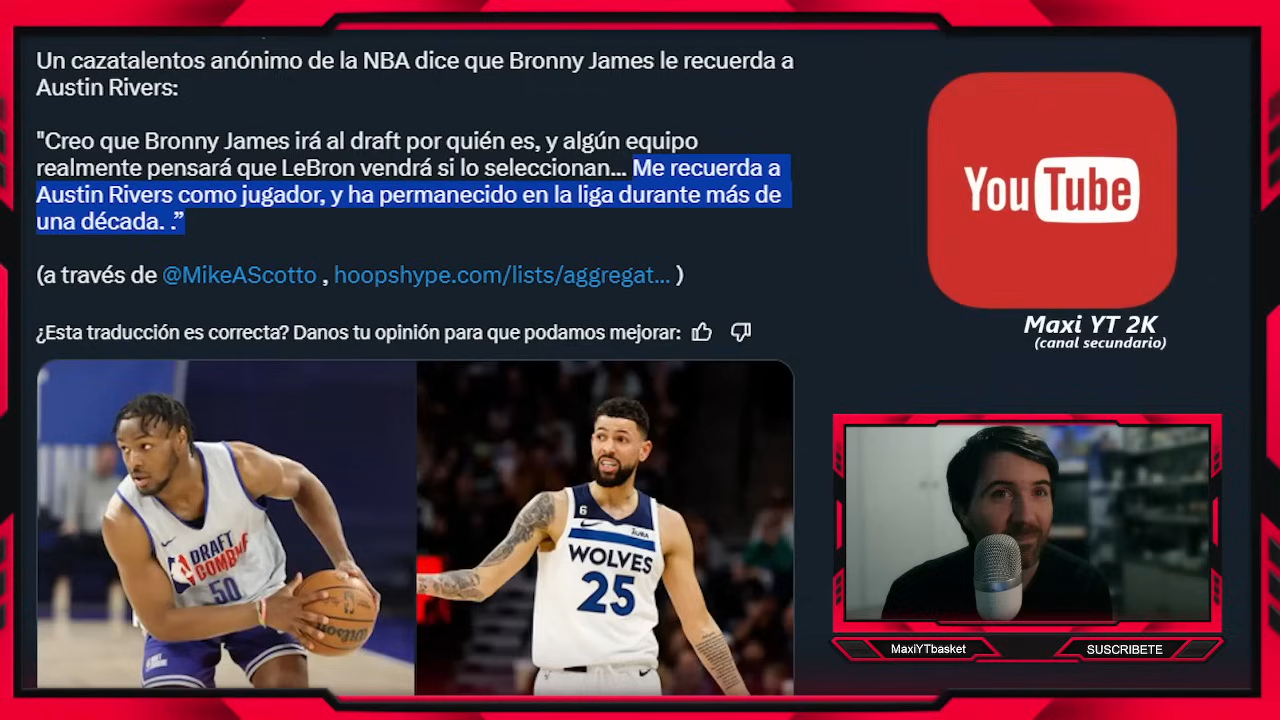 Un cazatalentos anónimo de la NBA dice que Bronny James le recuerda a
Austin Rivers:
"Creo que Bronny James irá al draft por quién es, y algún equipo
realmente pensará que LeBron vendrá si lo seleccionan... Me recuerda a
Austin Rivers como jugador, y ha permanecido en la liga durante más de
una década. .”
(a través de @MikeAScotto , hoopshype.com/lists/aggregat... )
¿Esta traducción es correcta? Danos tu opinión para que podamos mejorar:
YouTube
Maxi YT 2K
(canal secundario)
DRAFT
COMBINE
50
wilson
6
WOLVES
25
MaxiYTbasket
SUSCRIBETE